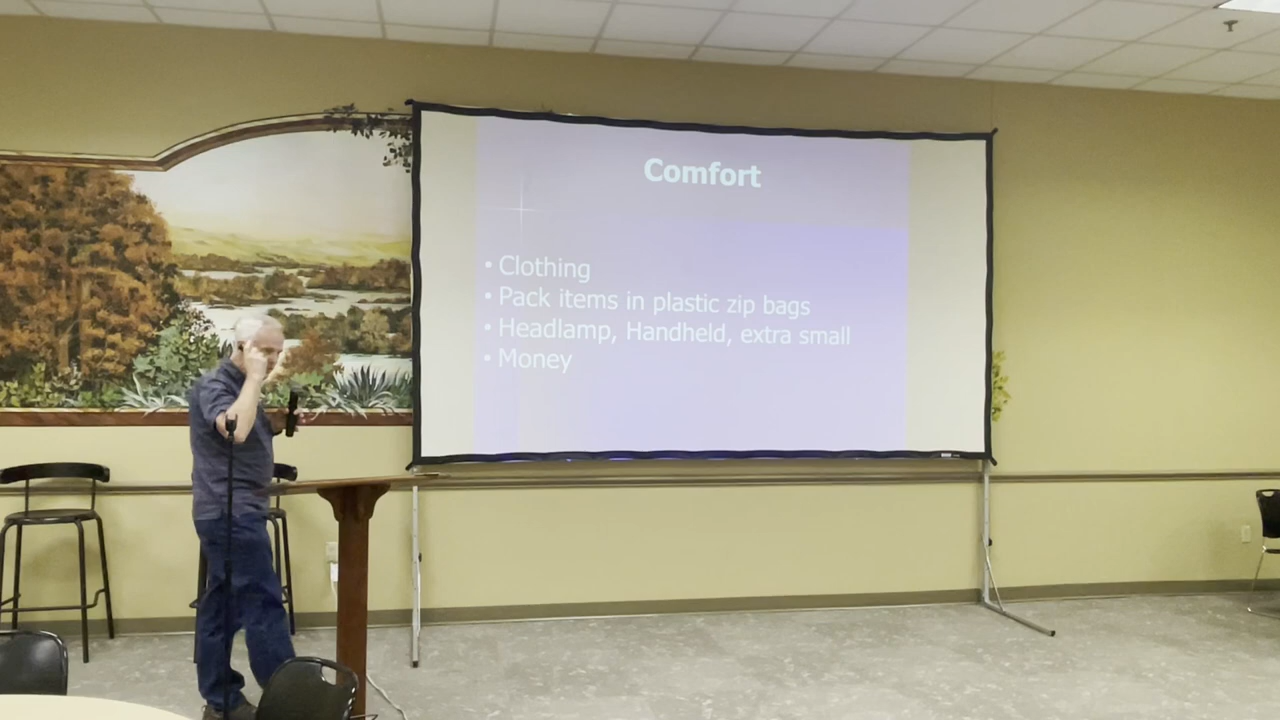 Comfort
• Clothing
• Pack items in plastic zip bags
• Headlamp, Handheld, extra small
• Money